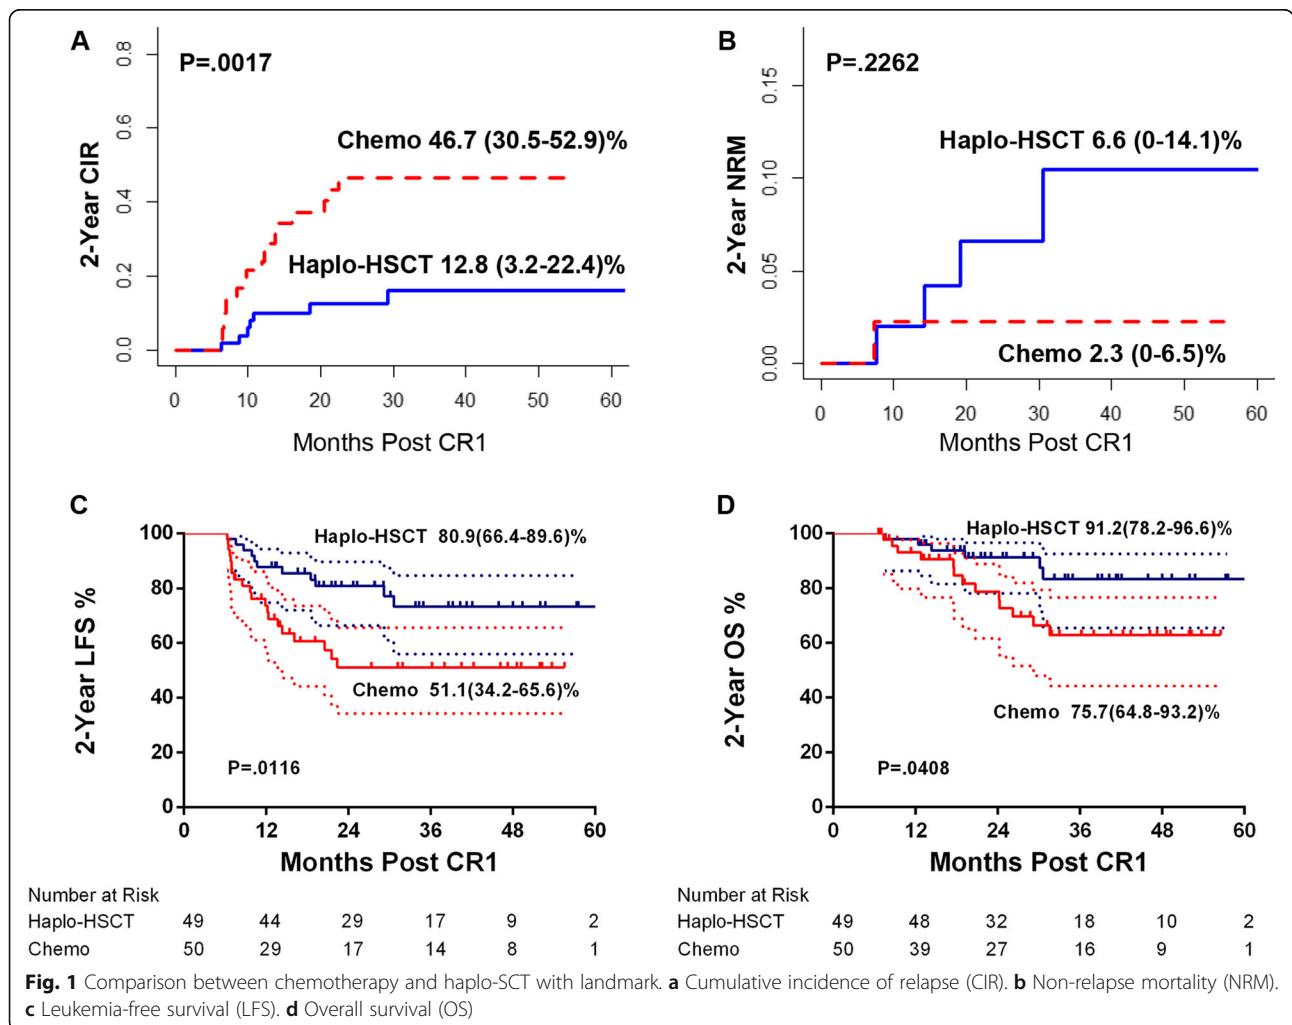 A
P=.0017
2-Year CIR
0.8
0.6
0.4
0.2
0.0
Chemo 46.7 (30.5-52.9)%
Haplo-HSCT 12.8 (3.2-22.4)%
0 10 20 30 40 50 60
Months Post CR1
B
P=.2262
2-Year NRM
0.15
0.10
0.05
0.00
Haplo-HSCT 6.6 (0-14.1)%
Chemo 2.3 (0-6.5)%
0 10 20 30 40 50 60
Months Post CR1
C
2-Year LFS %
100
80
60
40
20
0
Haplo-HSCT 80.9(66.4-89.6)%
Chemo 51.1(34.2-65.6)%
P=.0116
0 12 24 36 48 60
Months Post CR1
Number at Risk
Haplo-HSCT 49 44 29 17 9 2
Chemo 50 29 17 14 8 1
D
2-Year OS %
100
80
60
40
20
0
Haplo-HSCT 91.2(78.2-96.6)%
Chemo 75.7(64.8-93.2)%
P=.0408
0 12 24 36 48 60
Months Post CR1
Number at Risk
Haplo-HSCT 49 48 32 18 10 2
Chemo 50 39 27 16 9 1
Fig. 1 Comparison between chemotherapy and haplo-SCT with landmark. a Cumulative incidence of relapse (CIR). b Non-relapse mortality (NRM).
c Leukemia-free survival (LFS). d Overall survival (OS)